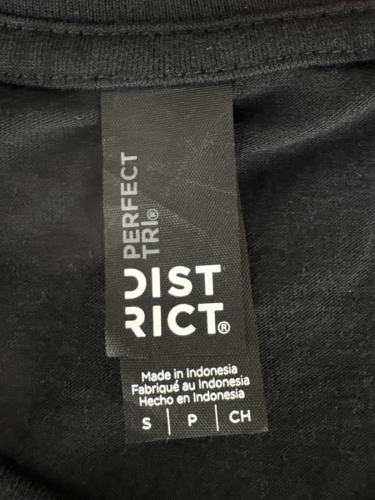 PERFECT
TRI®
DIST
RICT®
Made in Indonesia
Fabriqué au Indonesia
Hecho en Indonesia
S | P | CH